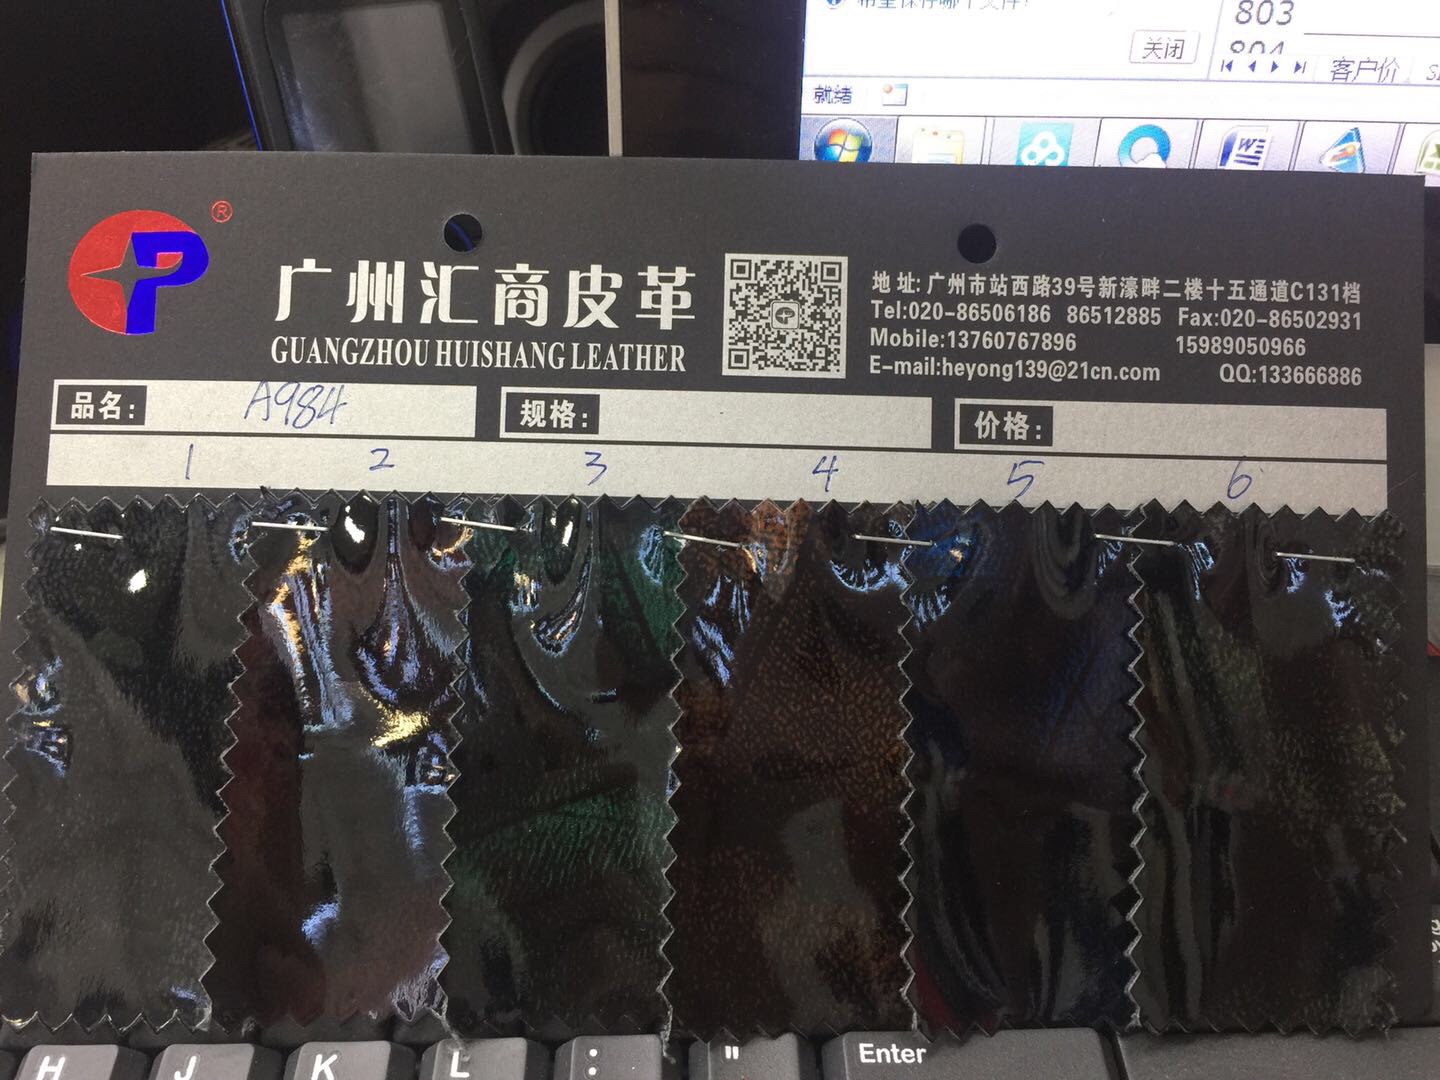 803
804
关闭
客户价
就绪
W
®
P
广州汇商皮革
GUANGZHOU HUISHANG LEATHER
地址:广州市站西路39号新濠畔二楼十五通道C131档
Tel:020-86506186 86512885 Fax:020-86502931
Mobile:13760767896 15989050966
E-mail:heyong139@21cn.com QQ:133666886
品名: A984 规格: 价格:
1 2 3 4 5 6
H J K L : " Enter